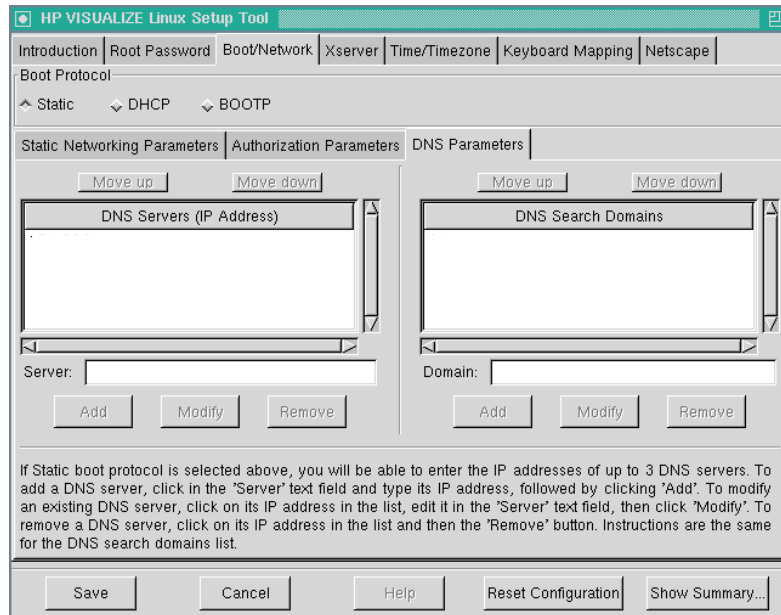 HP VISUALIZE Linux Setup Tool
Introduction Root Password Boot/Network Xserver Time/Timezone Keyboard Mapping Netscape
Boot Protocol
Static DHCP BOOTP
Static Networking Parameters Authorization Parameters DNS Parameters
Move up Move down Move up Move down
DNS Servers (IP Address) DNS Search Domains
Server: Domain:
Add Modify Remove Add Modify Remove
If Static boot protocol is selected above, you will be able to enter the IP addresses of up to 3 DNS servers. To
add a DNS server, click in the 'Server' text field and type its IP address, followed by clicking 'Add'. To modify
an existing DNS server, click on its IP address in the list, edit it in the 'Server' text field, then click 'Modify'. To
remove a DNS server, click on its IP address in the list and then the 'Remove' button. Instructions are the same
for the DNS search domains list.
Save Cancel Help Reset Configuration Show Summary...